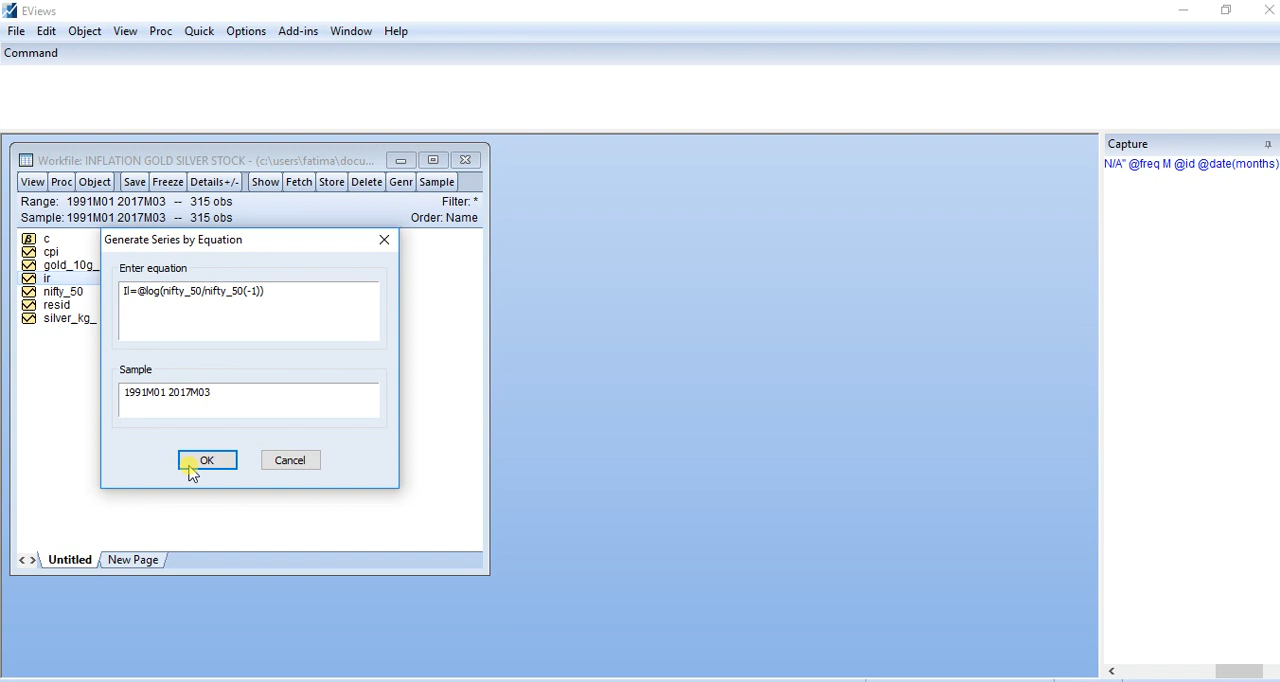 EViews
File Edit Object View Proc Quick Options Add-ins Window Help
Command
Capture
N/A" @freq M @id @date(months)
Workfile: INFLATION GOLD SILVER STOCK - (c:\users\fatima\docu...
View Proc Object Save Freeze Details+/- Show Fetch Store Delete Genr Sample
Range: 1991M01 2017M03 -- 315 obs Filter: *
Sample: 1991M01 2017M03 -- 315 obs Order: Name
c
cpi
gold_10g_
ir
nifty_50
resid
silver_kg_
Generate Series by Equation
Enter equation
Il=@log(nifty_50/nifty_50(-1))
Sample
1991M01 2017M03
OK Cancel
< > Untitled New Page